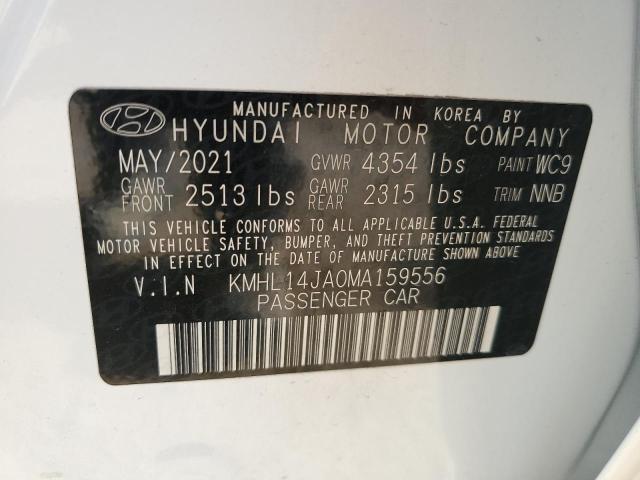 MANUFACTURED IN KOREA BY
HYUNDAI MOTOR COMPANY
MAY/2021 GVWR 4354 lbs PAINT WC9
GAWR FRONT 2513 lbs GAWR REAR 2315 lbs TRIM NNB
THIS VEHICLE CONFORMS TO ALL APPLICABLE U.S.A. FEDERAL
MOTOR VEHICLE SAFETY, BUMPER, AND THEFT PREVENTION STANDARDS
IN EFFECT ON THE DATE OF MANUFACTURE SHOWN ABOVE
V.I.N KMHL14JA0MA159556
PASSENGER CAR